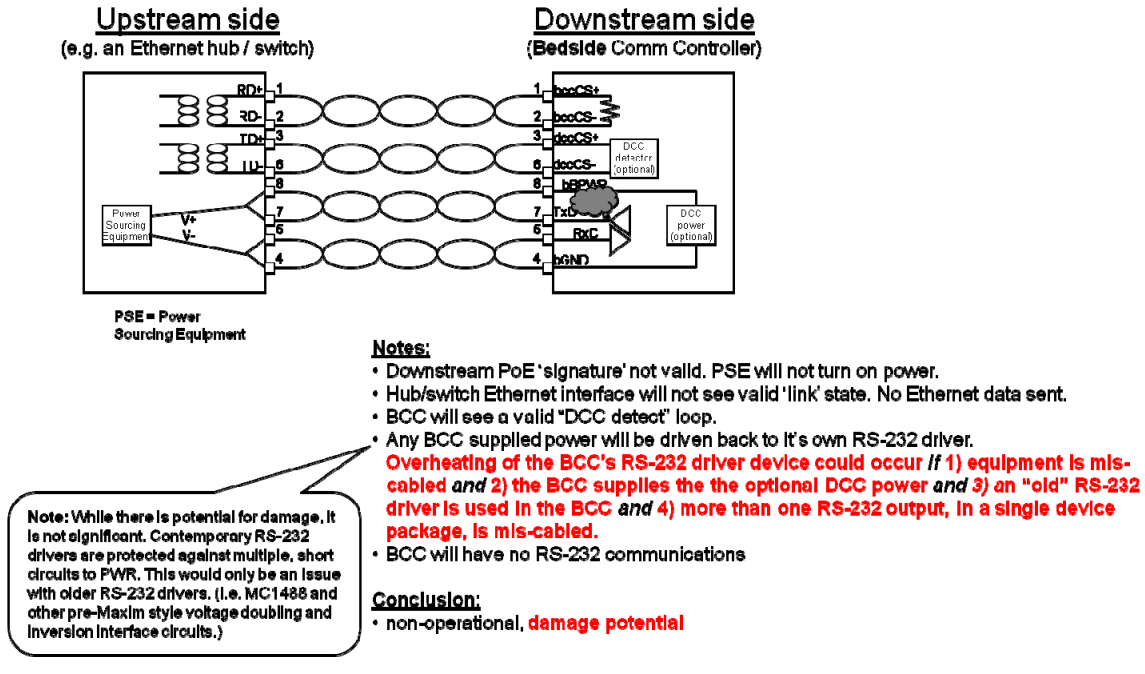 Upstream side
(e.g. an Ethernet hub / switch)
Downstream side
(Bedside Comm Controller)
RD+ 1
RD- 2
TD+ 3
TD- 6
8
7
5
4
Power
Sourcing
Equipment
V+
V-
1 bccCS+
2 bccCS-
3 dccCS+
6 dccCS-
8 bBPWR
7 TxD
5 RxD
4 bGND
DCC
detector
(optional)
DCC
power
(optional)
PSE = Power
Sourcing Equipment
Notes:
• Downstream PoE 'signature' not valid. PSE will not turn on power.
• Hub/switch Ethernet interface will not see valid 'link' state. No Ethernet data sent.
• BCC will see a valid "DCC detect" loop.
• Any BCC supplied power will be driven back to it's own RS-232 driver.
Overheating of the BCC's RS-232 driver device could occur if 1) equipment is mis-
cabled and 2) the BCC supplies the the optional DCC power and 3) an "old" RS-232
driver is used in the BCC and 4) more than one RS-232 output, in a single device
package, is mis-cabled.
• BCC will have no RS-232 communications
Note: While there is potential for damage, it
is not significant. Contemporary RS-232
drivers are protected against multiple, short
circuits to PWR. This would only be an issue
with older RS-232 drivers. (i.e. MC1488 and
other pre-Maxim style voltage doubling and
inversion interface circuits.)
Conclusion:
• non-operational, damage potential